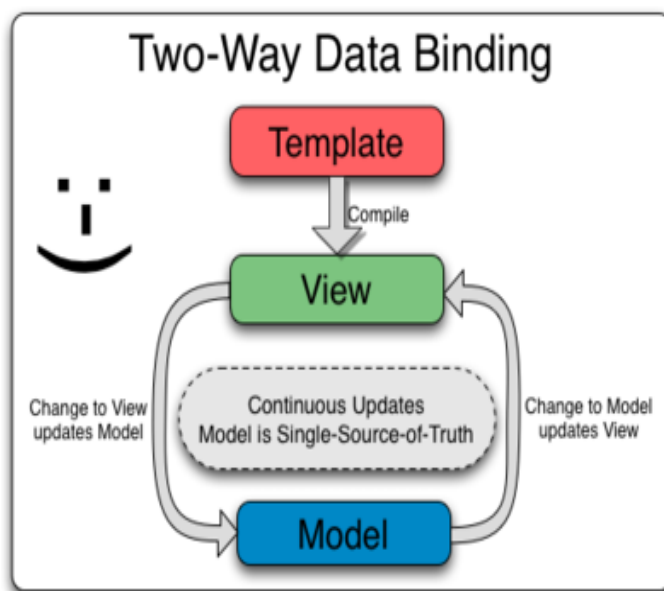 Two-Way Data Binding
Template
Compile
View
Change to View
updates Model
Continuous Updates
Model is Single-Source-of-Truth
Change to Model
updates View
Model